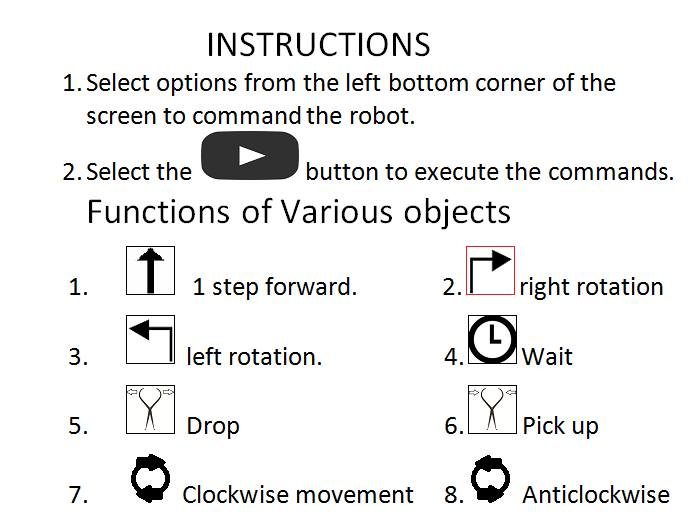 INSTRUCTIONS
1. Select options from the left bottom corner of the
screen to command the robot.
2. Select the button to execute the commands.
Functions of Various objects
1. 1 step forward. 2. right rotation
3. left rotation. 4. Wait
5. Drop 6. Pick up
7. Clockwise movement 8. Anticlockwise